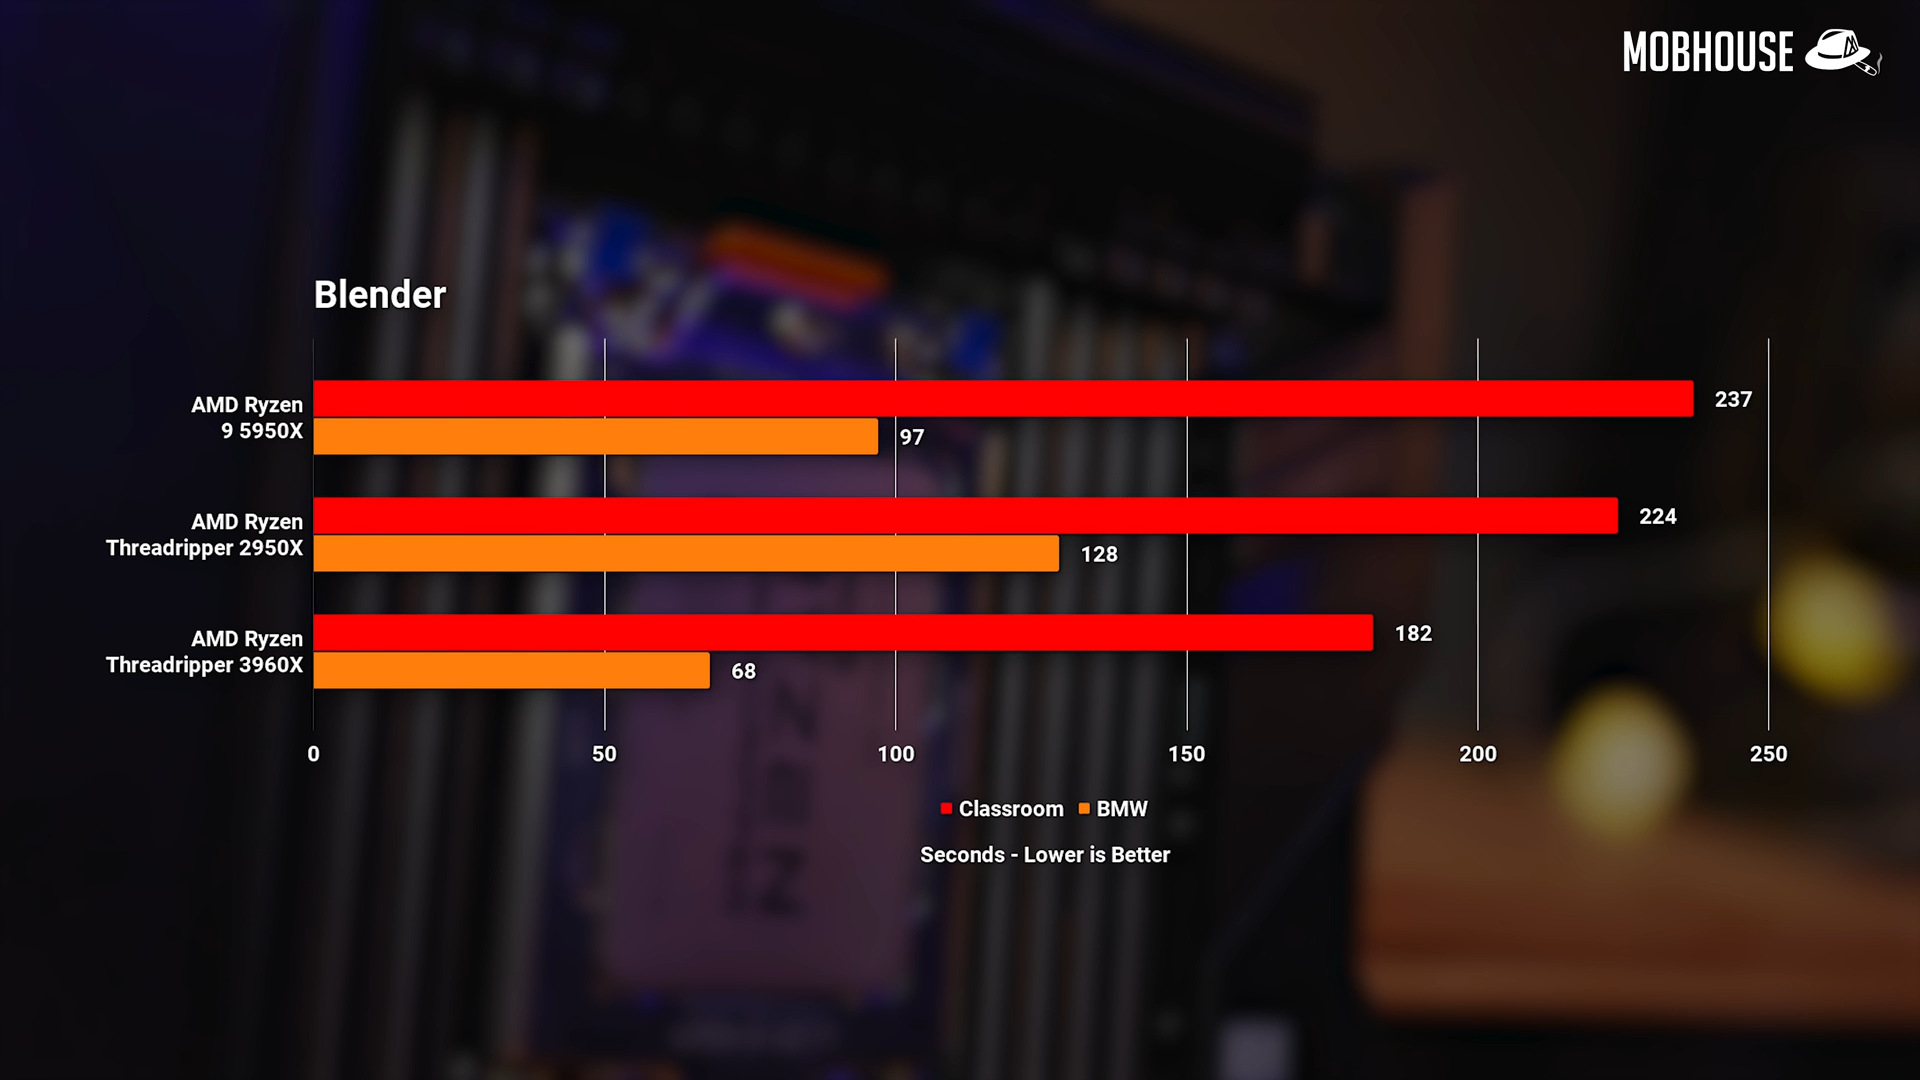 MOBHOUSE
Blender
AMD Ryzen
9 5950X
237
97
AMD Ryzen
Threadripper 2950X
224
128
AMD Ryzen
Threadripper 3960X
182
68
0 50 100 150 200 250
Classroom BMW
Seconds - Lower is Better